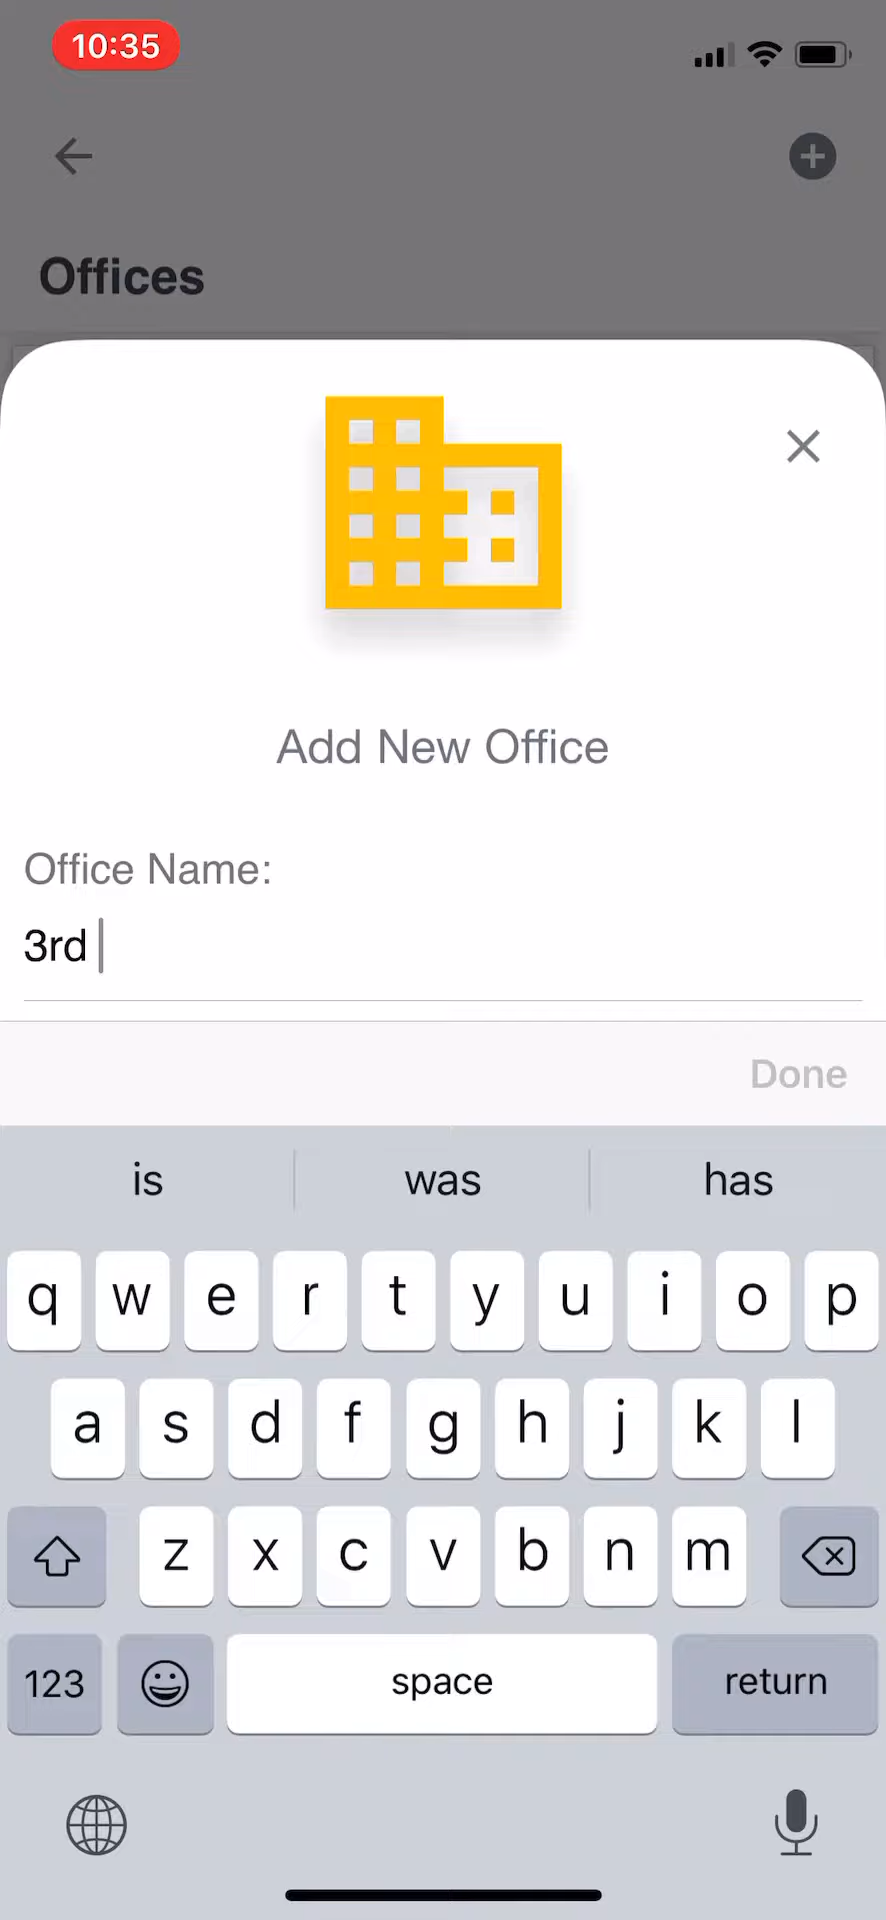 10:35
Offices
Add New Office
Office Name:
3rd
Done
is was has
q w e r t y u i o p
a s d f g h j k l
z x c v b n m
123 space return